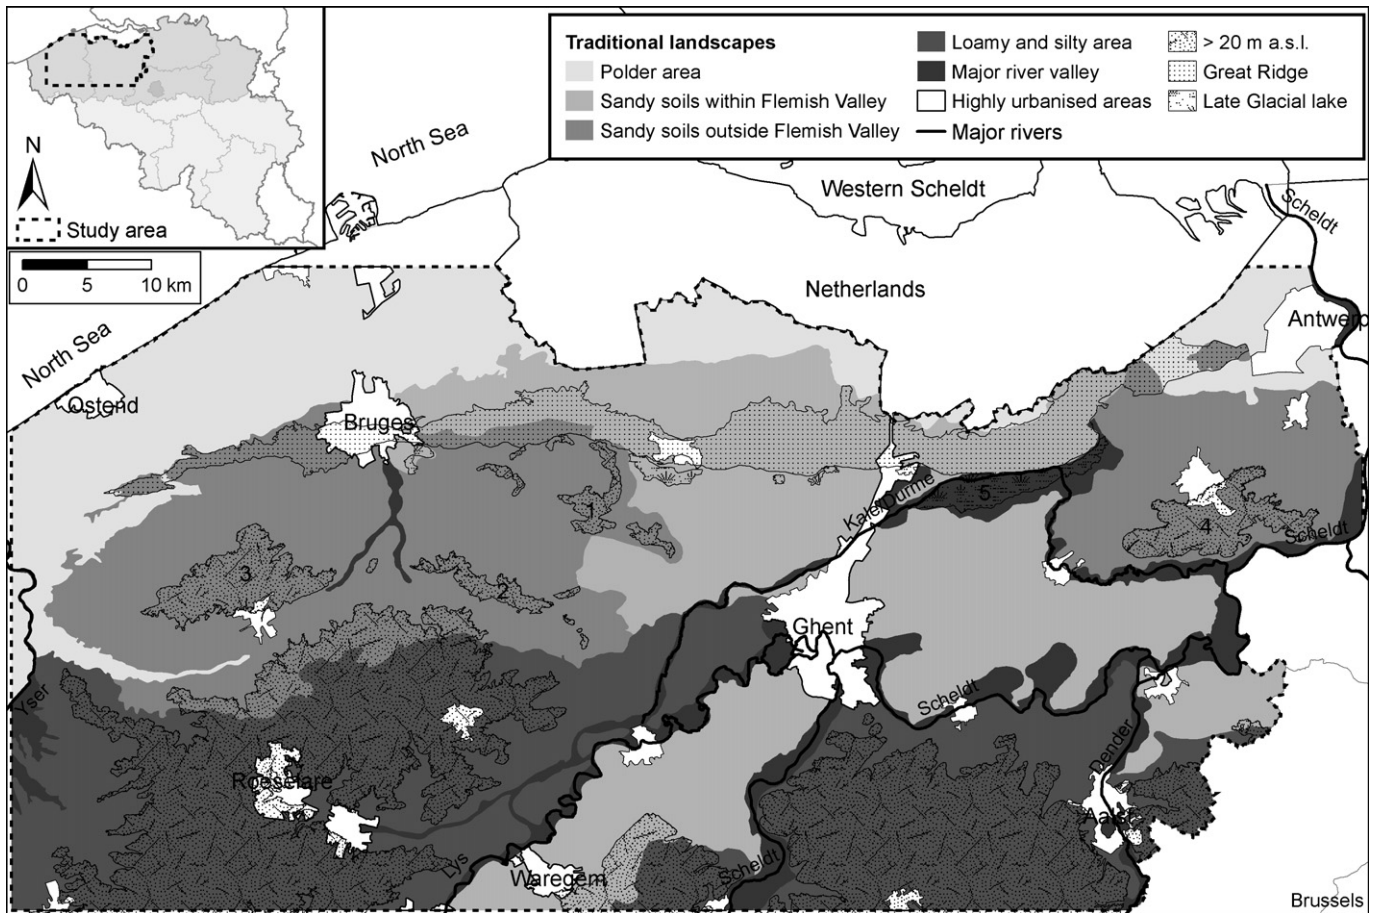 Traditional landscapes
Polder area
Sandy soils within Flemish Valley
Sandy soils outside Flemish Valley
Loamy and silty area
Major river valley
Highly urbanised areas
Major rivers
> 20 m a.s.l.
Great Ridge
Late Glacial lake
N
Study area
0 5 10 km
North Sea
Western Scheldt
Scheldt
Netherlands
North Sea
Antwerp
Ostend
Bruges
1
5
Kale/Durme
4
Scheldt
3
2
Ghent
Yser
Scheldt
Dender
Roeselare
Aalst
Lys
Waregem
Scheldt
Brussels